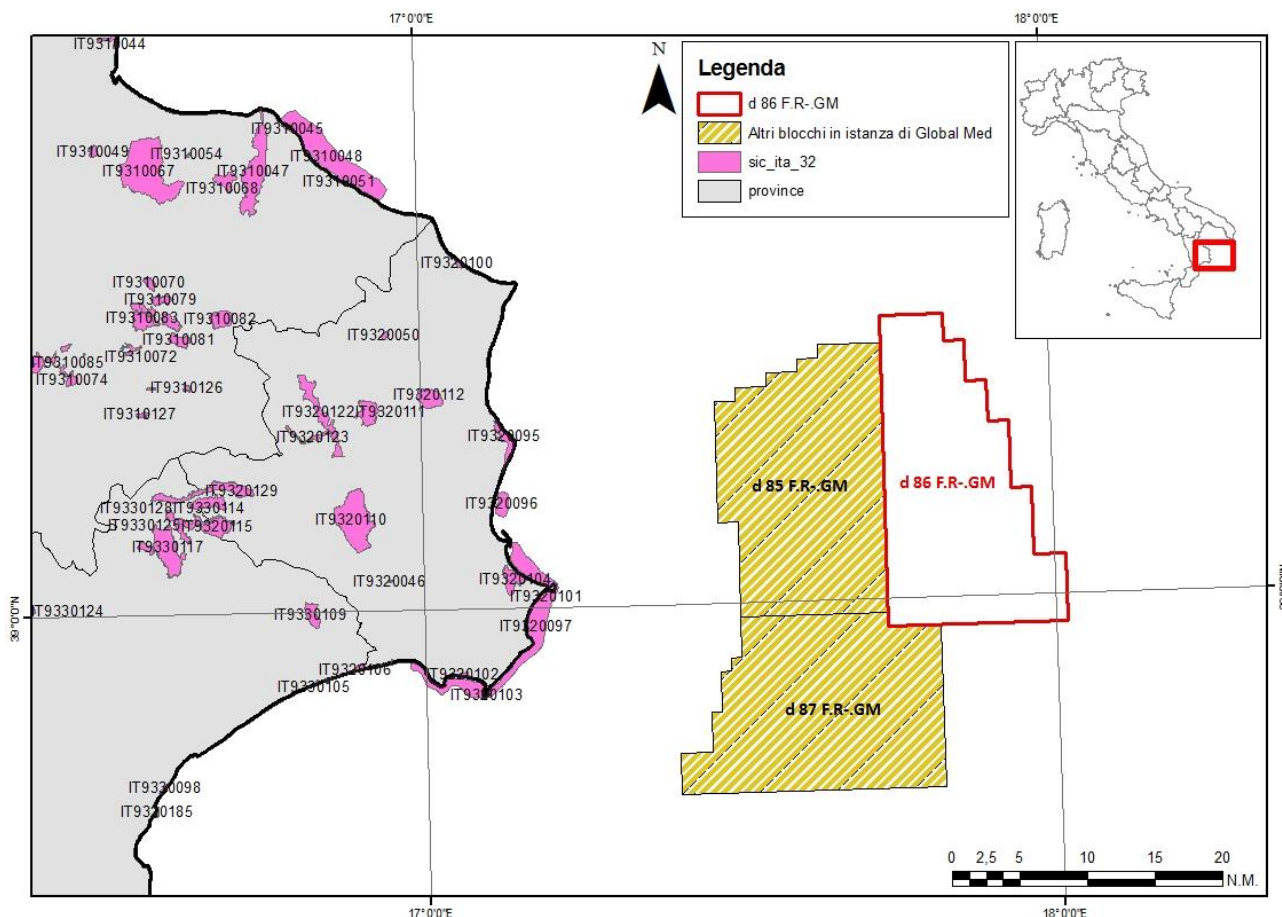 17°0'0"E
18°0'0"E
IT9310044
N
Legenda
d 86 F.R-.GM
Altri blocchi in istanza di Global Med
sic_ita_32
province
IT9310045
IT9310049
IT9310054
IT9310048
IT9310067
IT9310047
IT9310051
IT9310068
IT9320100
IT9310070
IT9310079
IT9310083
IT9310082
IT9320050
IT9310081
IT9310072
IT9310085
IT9310074
IT9310126
IT9320112
IT9310127
IT9320122
IT9320111
IT9320123
IT9320095
d 85 F.R-.GM
d 86 F.R-.GM
IT9320129
IT9320096
IT9330128
IT9330114
IT9320110
IT9330125
IT9320115
IT9330117
IT9320046
IT9320104
IT9320101
IT9330124
IT9330109
IT9320097
39°0'0"N
IT9320106
IT9320102
IT9330105
IT9320103
d 87 F.R-.GM
IT9330098
IT9320185
0 2,5 5 10 15 20
N.M.
17°0'0"E
18°0'0"E